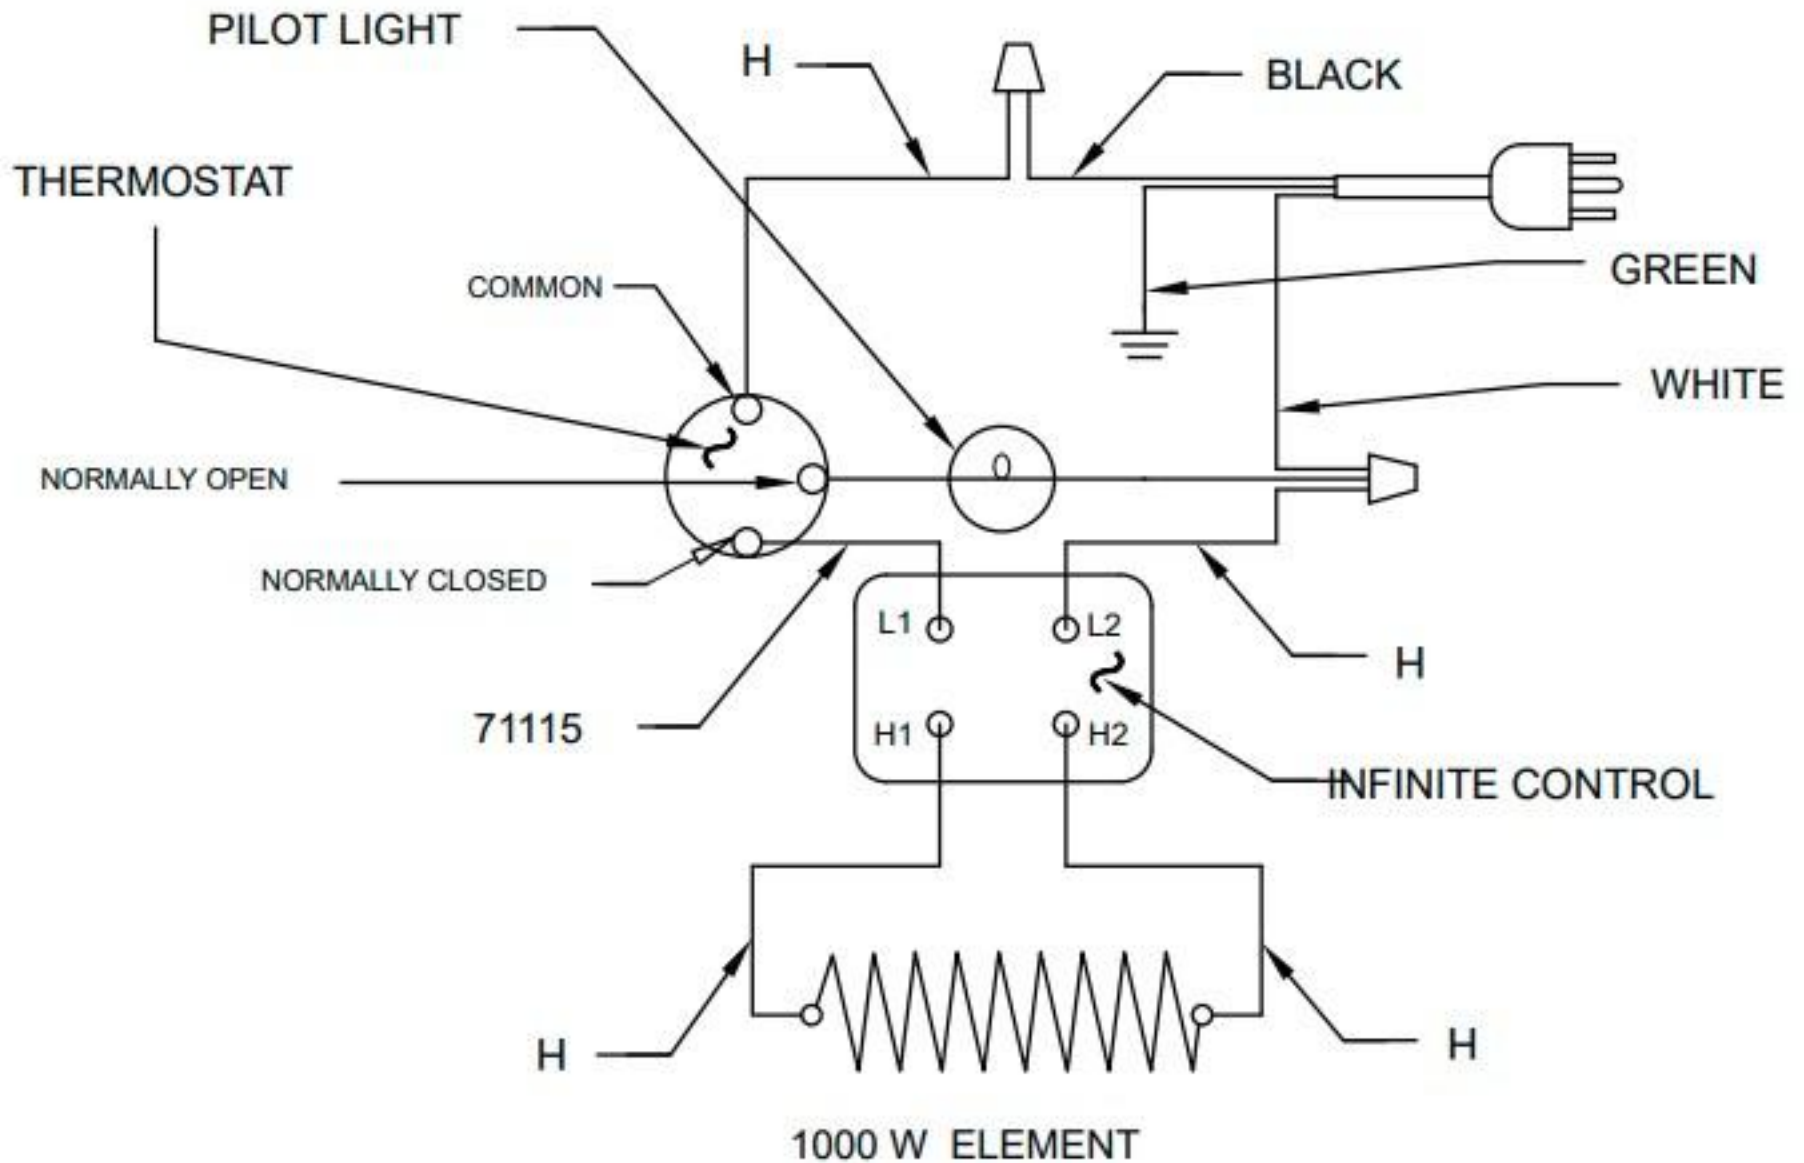 PILOT LIGHT
H
BLACK
THERMOSTAT
COMMON
GREEN
WHITE
NORMALLY OPEN
NORMALLY CLOSED
L1
L2
H
71115
H1
H2
INFINITE CONTROL
H
H
1000 W ELEMENT